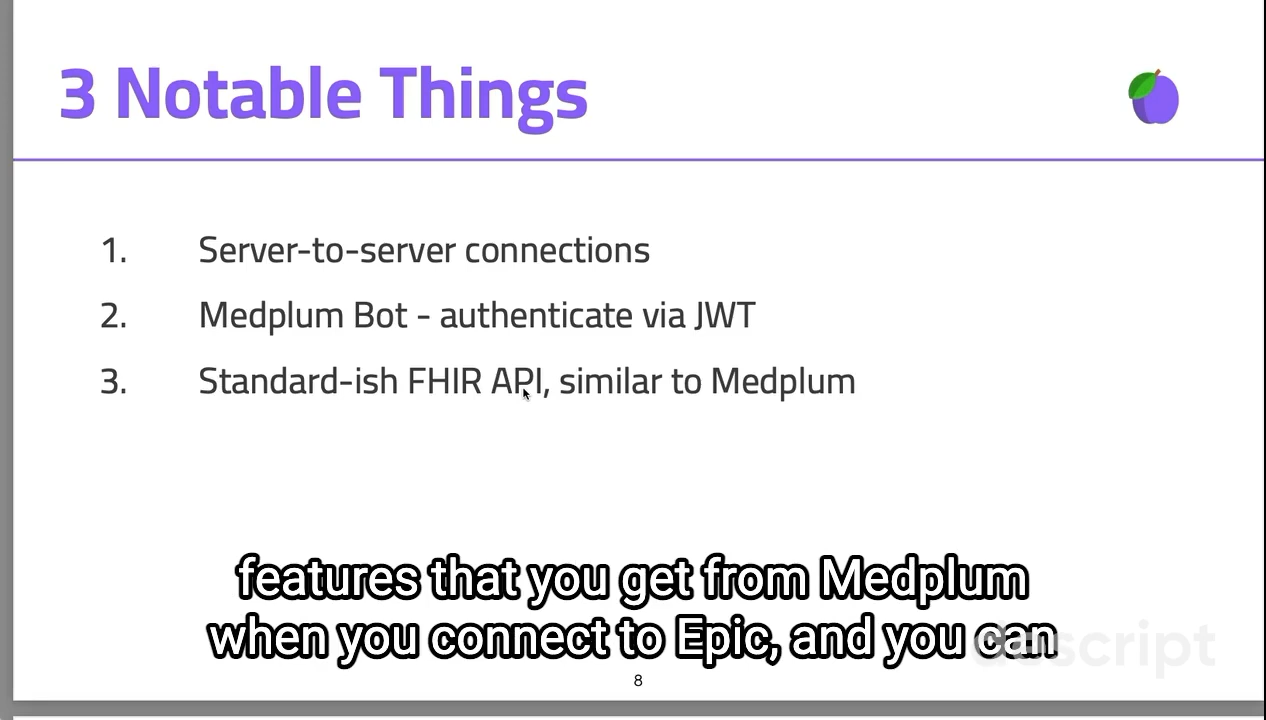 3 Notable Things
1. Server-to-server connections
2. Medplum Bot - authenticate via JWT
3. Standard-ish FHIR API, similar to Medplum
features that you get from Medplum
when you connect to Epic, and you can
descript
8